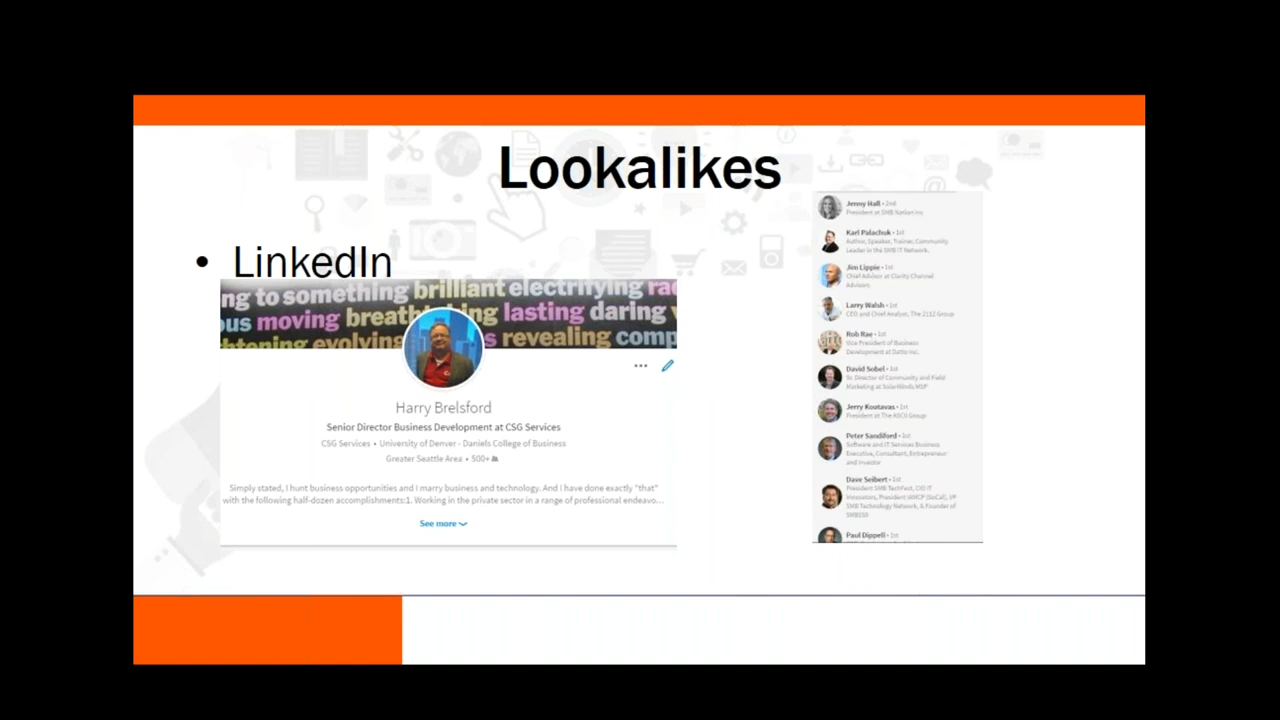 Lookalikes
• LinkedIn
ng to something brilliant electrifying rac
ous moving breathtaking lasting daring
htening evolving s revealing comp
Harry Brelsford
Senior Director Business Development at CSG Services
CSG Services • University of Denver - Daniels College of Business
Greater Seattle Area • 500+
Simply stated, I hunt business opportunities and I marry business and technology. And I have done exactly "that"
with the following half-dozen accomplishments:1. Working in the private sector in a range of professional endeavo...
See more
Jenny Hall • 2nd
President at SMB Nation Inc
Karl Palachuk • 1st
Author, Speaker, Trainer, Community
Leader in the SMB IT Network.
Jim Lippie • 1st
Chief Advisor at Clarity Channel
Advisors
Larry Walsh • 1st
CEO and Chief Analyst, The 2112 Group
Rob Rae • 1st
Vice President of Business
Development at Datto Inc.
David Sobel • 1st
Sr. Director of Community and Field
Marketing at SolarWinds MSP
Jerry Koutavas • 1st
President at The ASCII Group
Peter Sandiford • 1st
Software and IT Services Business
Executive, Consultant, Entrepreneur
and Investor
Dave Seibert • 1st
President SMB TechFest, CIO IT
Innovators, President IAMCP (SoCal), VP
SMB Technology Network, & Founder of
SMB350
Paul Dippell • 1st